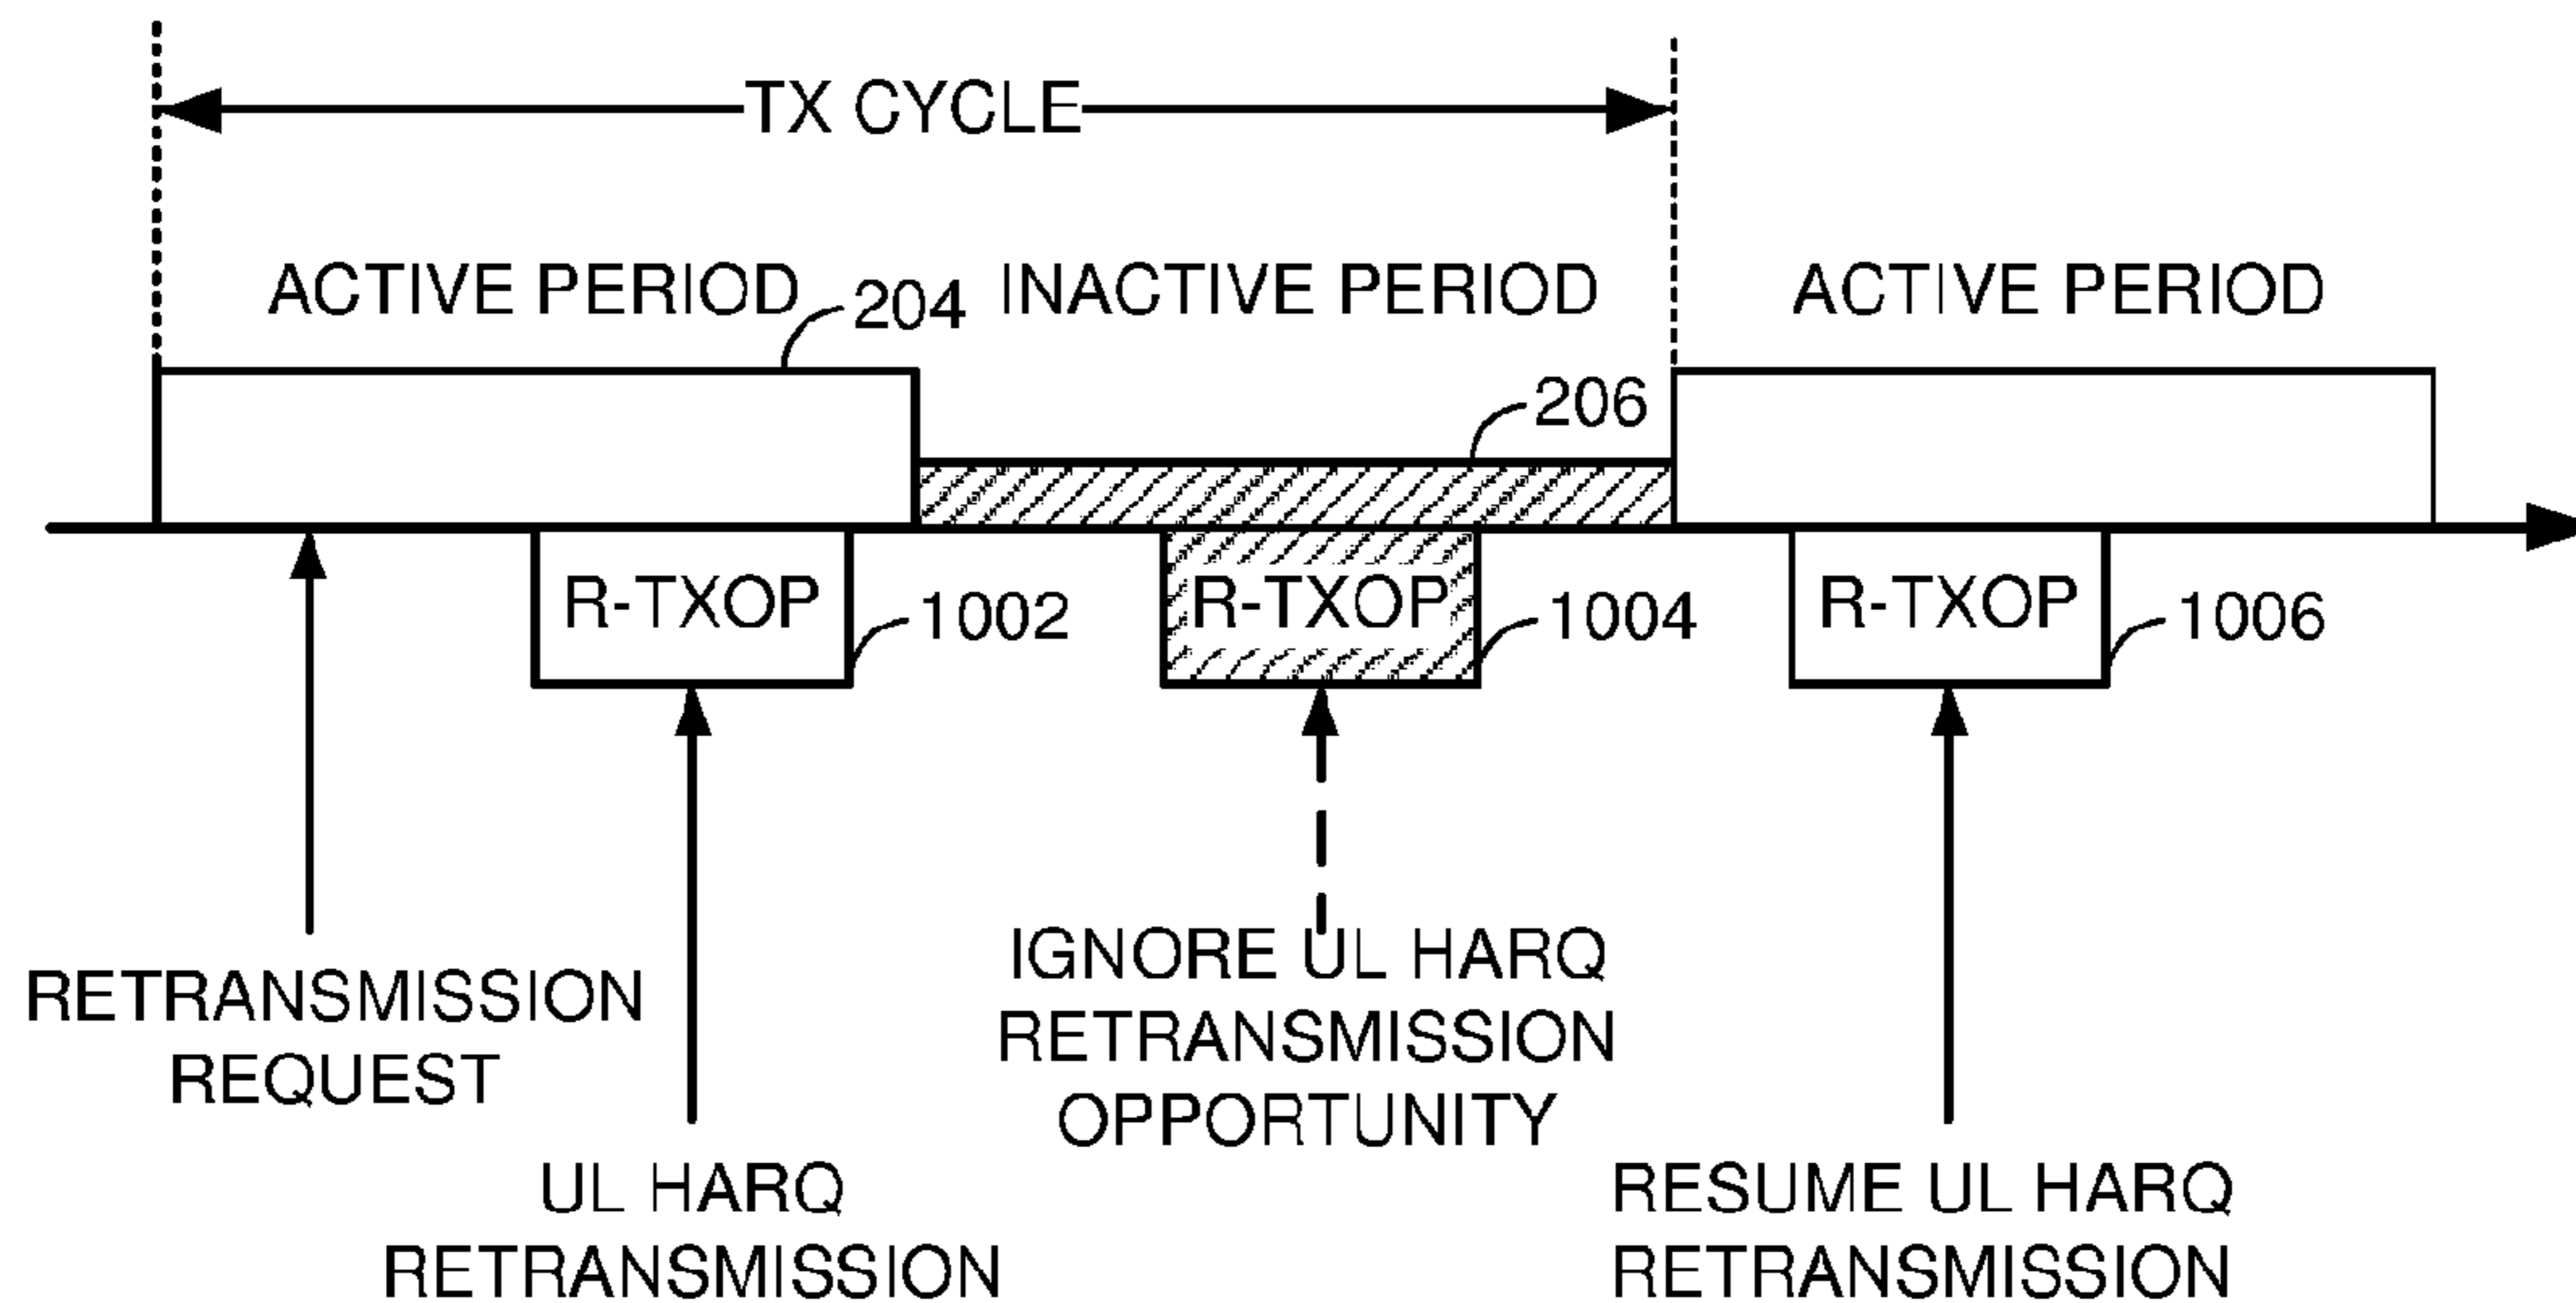 TX CYCLE
ACTIVE PERIOD
204
INACTIVE PERIOD
ACTIVE PERIOD
206
R-TXOP
1002
R-TXOP
1004
R-TXOP
1006
RETRANSMISSION
REQUEST
UL HARQ
RETRANSMISSION
IGNORE UL HARQ
RETRANSMISSION
OPPORTUNITY
RESUME UL HARQ
RETRANSMISSION